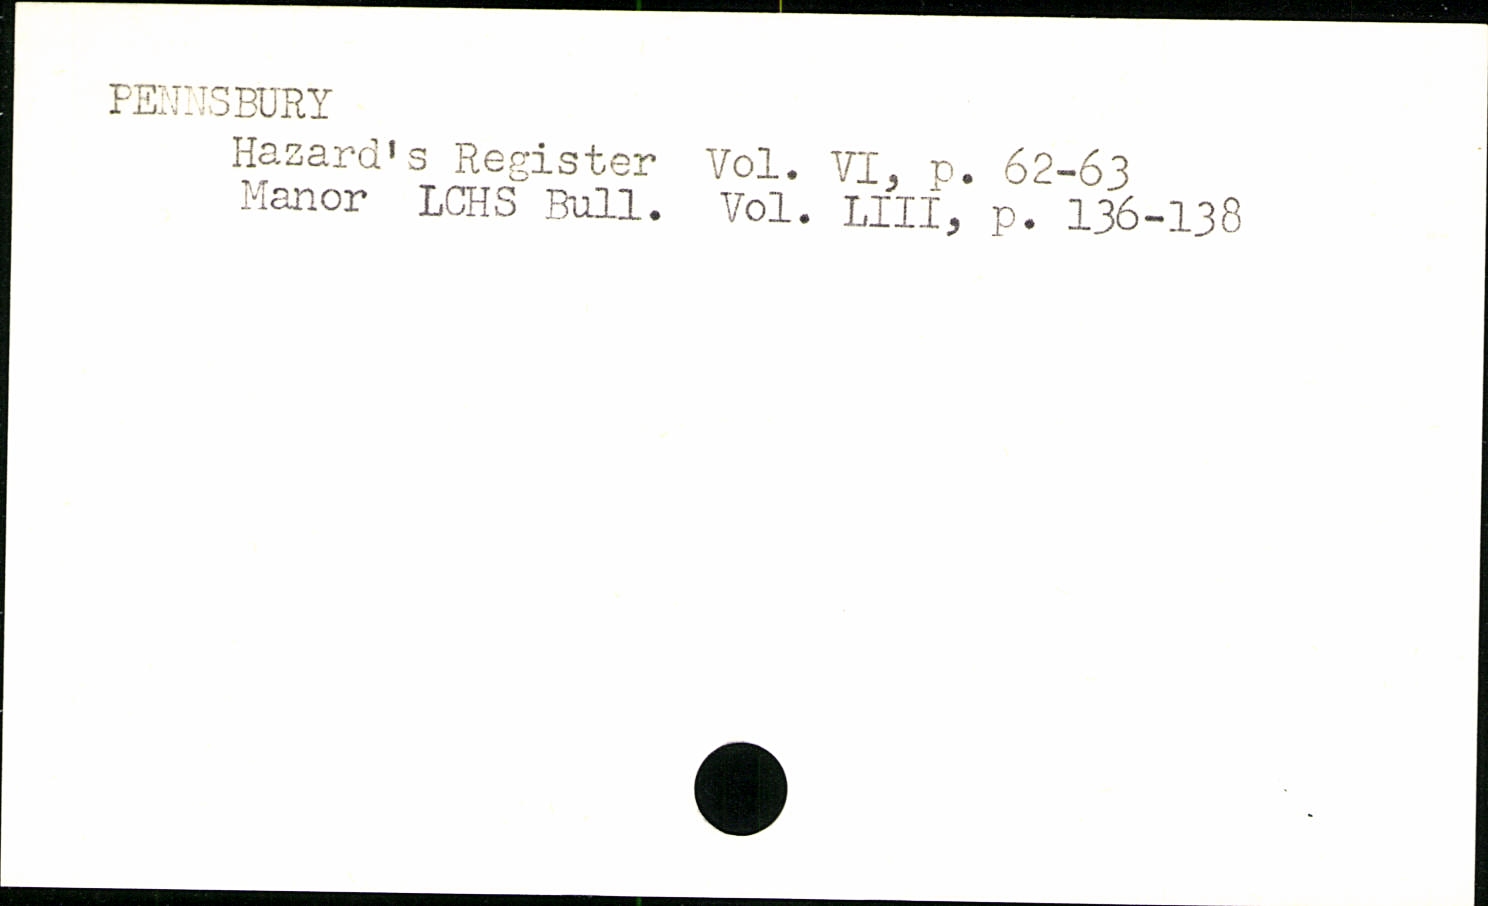 PENNSBURY
Hazard's Register Vol. VI, p. 62-63
Manor LCHS Bull. Vol. LIII, p. 136-138